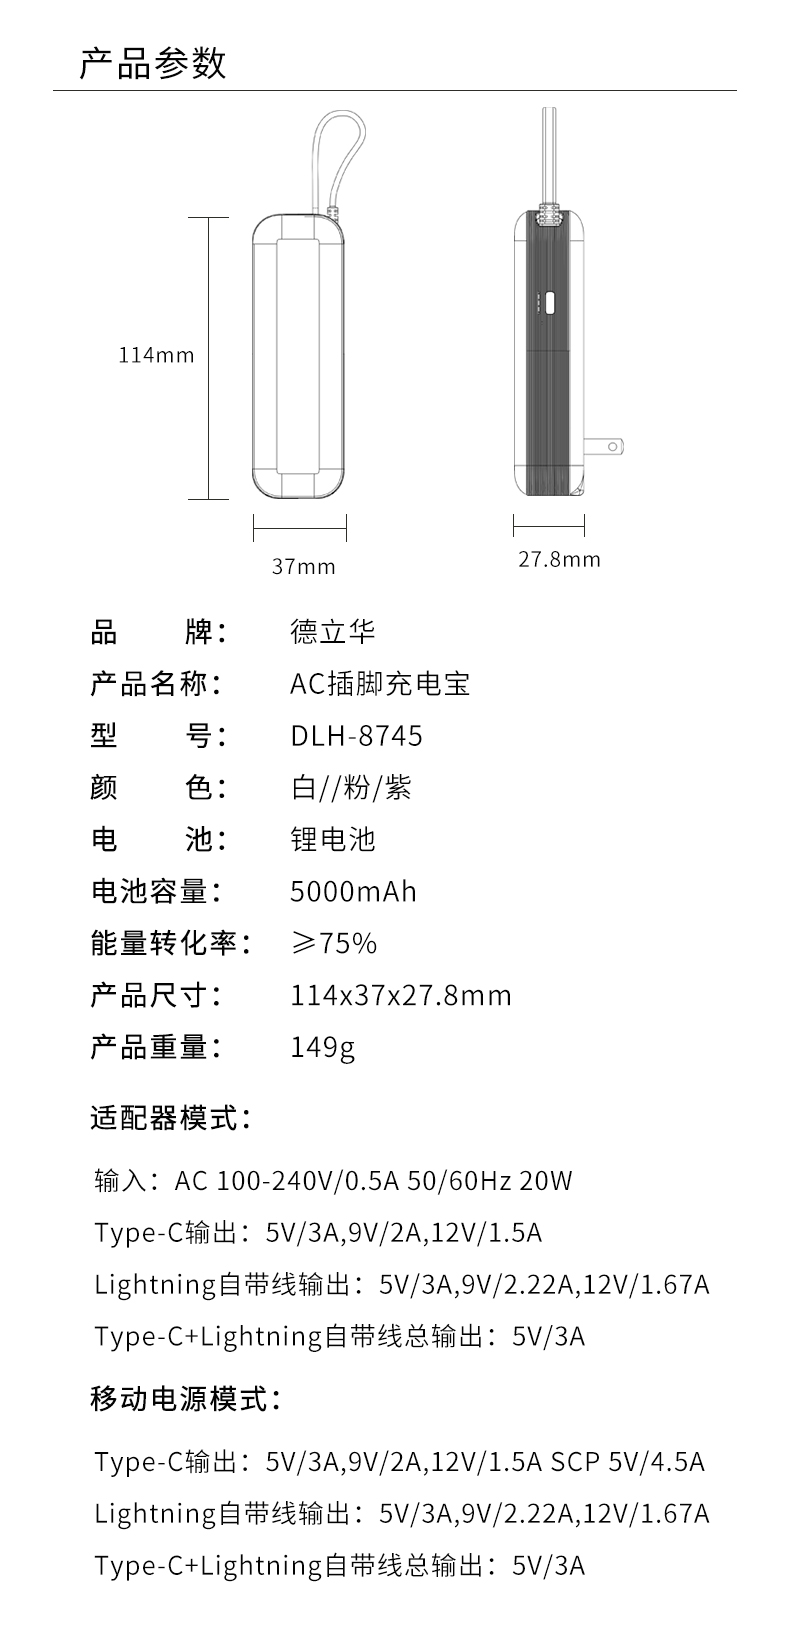 产品参数
114mm
37mm
27.8mm
品 牌： 德立华
产品名称： AC插脚充电宝
型 号： DLH-8745
颜 色： 白//粉/紫
电 池： 锂电池
电池容量： 5000mAh
能量转化率： ≥75%
产品尺寸： 114x37x27.8mm
产品重量： 149g
适配器模式：
输入：AC 100-240V/0.5A 50/60Hz 20W
Type-C输出：5V/3A,9V/2A,12V/1.5A
Lightning自带线输出：5V/3A,9V/2.22A,12V/1.67A
Type-C+Lightning自带线总输出：5V/3A
移动电源模式：
Type-C输出：5V/3A,9V/2A,12V/1.5A SCP 5V/4.5A
Lightning自带线输出：5V/3A,9V/2.22A,12V/1.67A
Type-C+Lightning自带线总输出：5V/3A